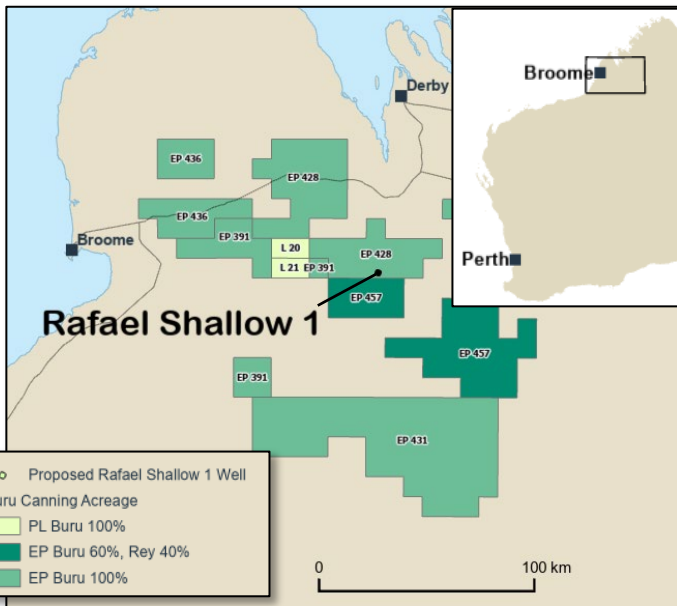 Broome
Perth
Derby
EP 436
EP 428
EP 436
EP 391
Broome
L 20
EP 428
L 21
EP 391
EP 457
Rafael Shallow 1
EP 457
EP 391
EP 431
Proposed Rafael Shallow 1 Well
uru Canning Acreage
PL Buru 100%
EP Buru 60%, Rey 40%
EP Buru 100%
0 100 km